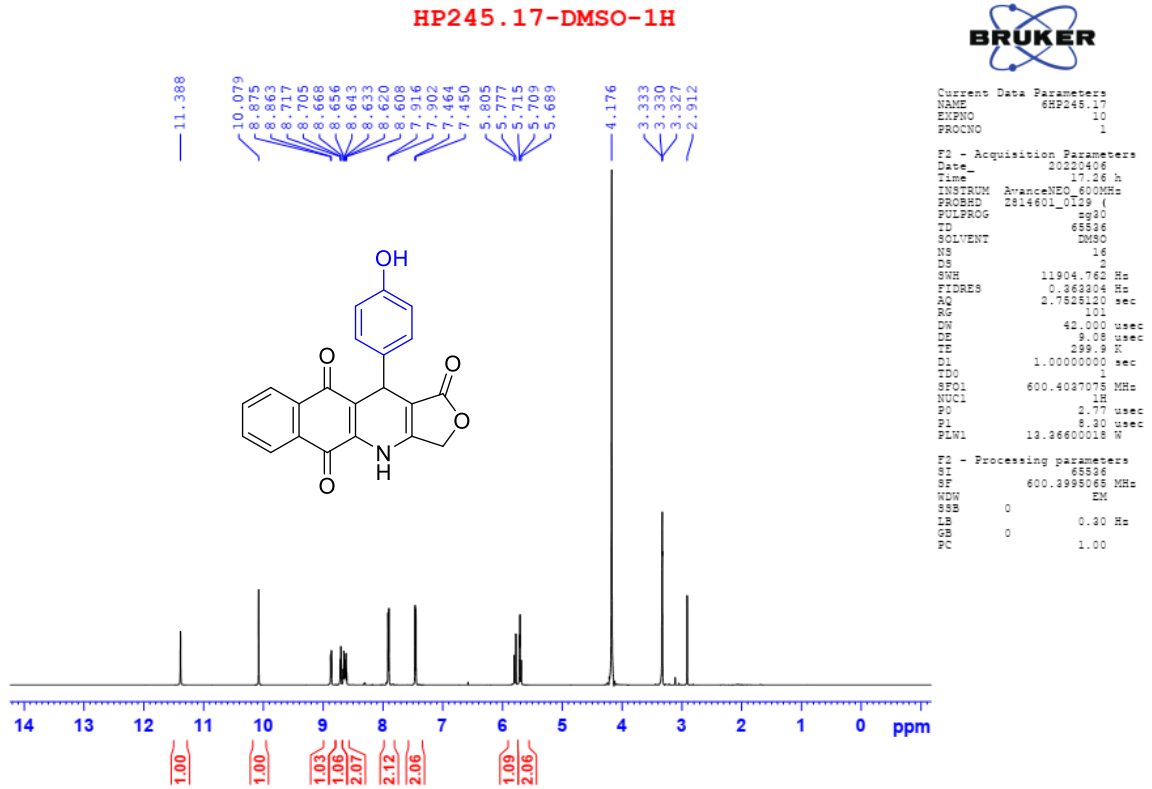 HP245.17-DMSO-1H
BRUKER
11.388
10.079
8.875
8.863
8.717
8.705
8.668
8.656
8.643
8.633
8.620
8.608
7.916
7.902
7.464
7.450
5.805
5.777
5.715
5.709
5.689
4.176
3.333
3.330
3.327
2.912
Current Data Parameters
NAME 6HP245.17
EXPNO 10
PROCNO 1
F2 - Acquisition Parameters
Date_ 20220406
Time 17.26 h
INSTRUM AvanceNEO_600MHz
PROBHD Z814601_0129 (
PULPROG zg30
TD 65536
SOLVENT DMSO
NS 16
DS 2
SWH 11904.762 Hz
FIDRES 0.363304 Hz
AQ 2.7525120 sec
RG 101
DW 42.000 usec
DE 9.08 usec
TE 299.9 K
D1 1.00000000 sec
TD0 1
SFO1 600.4037075 MHz
NUC1 1H
P0 2.77 usec
P1 8.30 usec
PLW1 13.36600018 W
F2 - Processing parameters
SI 65536
SF 600.3995065 MHz
WDW EM
SSB 0
LB 0.30 Hz
GB 0
PC 1.00
OH
O
O
O
N
H
O
14 13 12 11 10 9 8 7 6 5 4 3 2 1 0 ppm
1.00
1.00
1.03
1.06
2.07
2.12
2.06
1.09
2.06